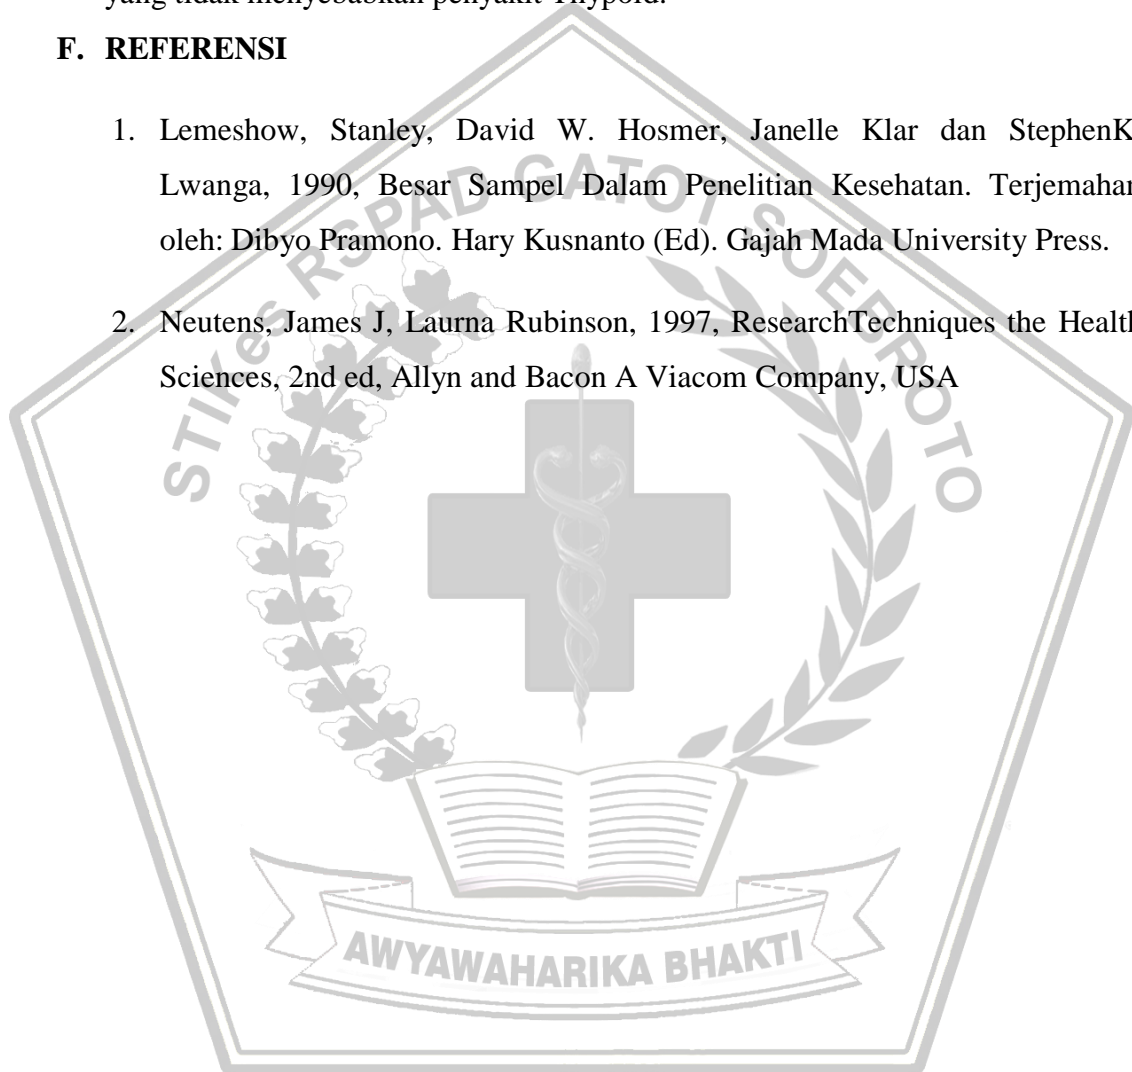 yang tidak menyebabkan penyakit Thypoid.
F. REFERENSI
1. Lemeshow, Stanley, David W. Hosmer, Janelle Klar dan StephenK
Lwanga, 1990, Besar Sampel Dalam Penelitian Kesehatan. Terjemahan
oleh: Dibyo Pramono. Hary Kusnanto (Ed). Gajah Mada University Press.
2. Neutens, James J, Laurna Rubinson, 1997, ResearchTechniques the Health
Sciences, 2nd ed, Allyn and Bacon A Viacom Company, USA
STIKes RSPAD GATOT SOEBROTO
AWYAWAHARIKA BHAKTI